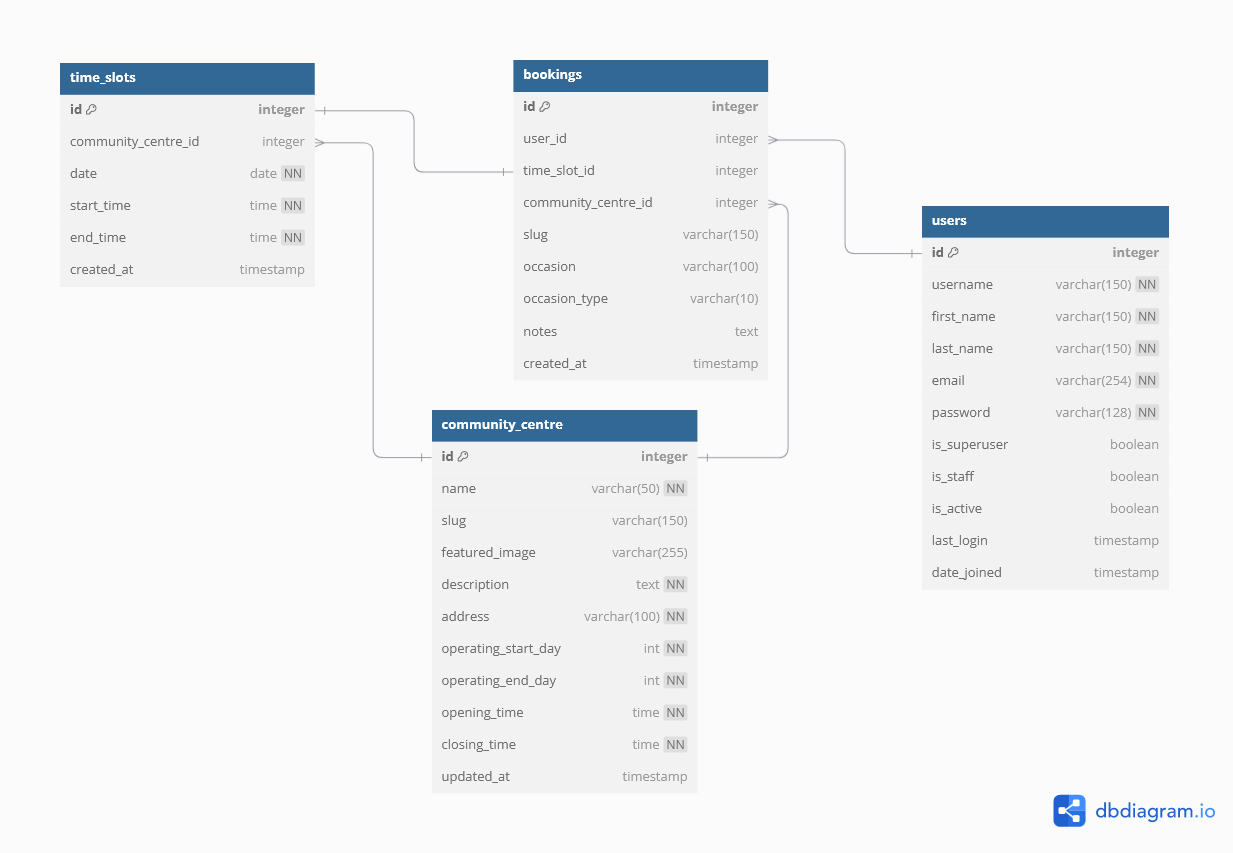 time_slots
id integer
community_centre_id integer
date date NN
start_time time NN
end_time time NN
created_at timestamp
bookings
id integer
user_id integer
time_slot_id integer
community_centre_id integer
slug varchar(150)
occasion varchar(100)
occasion_type varchar(10)
notes text
created_at timestamp
users
id integer
username varchar(150) NN
first_name varchar(150) NN
last_name varchar(150) NN
email varchar(254) NN
password varchar(128) NN
is_superuser boolean
is_staff boolean
is_active boolean
last_login timestamp
date_joined timestamp
community_centre
id integer
name varchar(50) NN
slug varchar(150)
featured_image varchar(255)
description text NN
address varchar(100) NN
operating_start_day int NN
operating_end_day int NN
opening_time time NN
closing_time time NN
updated_at timestamp
dbdiagram.io